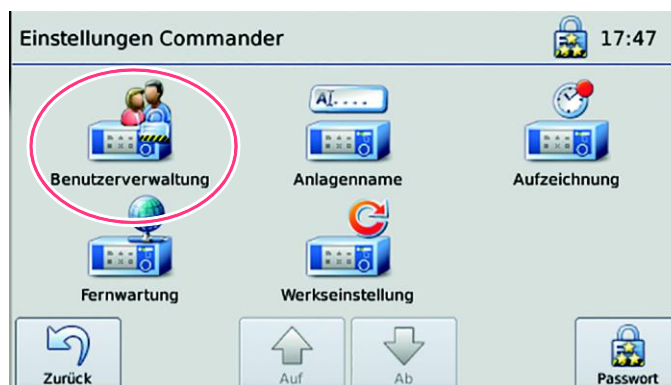 Einstellungen Commander 17:47
AI....
Benutzerverwaltung Anlagenname Aufzeichnung
Fernwartung Werkseinstellung
Zurück Auf Ab Passwort